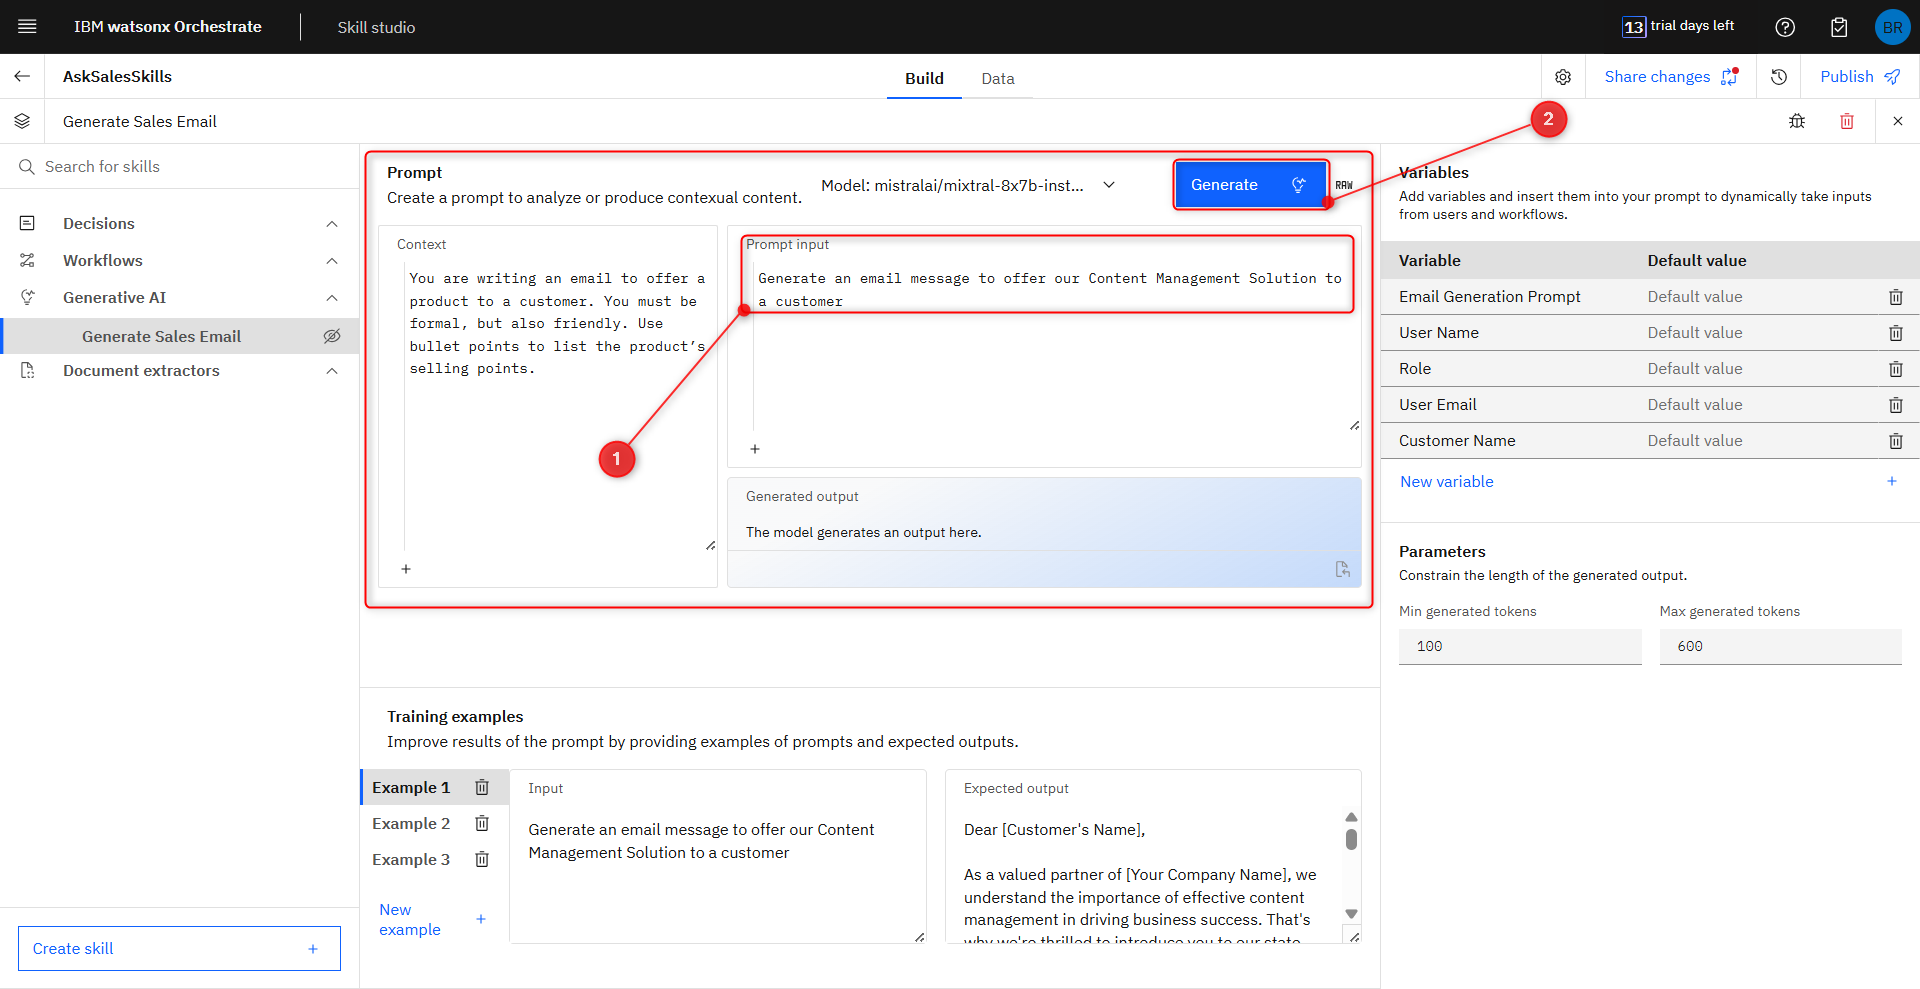 IBM watsonx Orchestrate
Skill studio
13 trial days left
BR
AskSalesSkills
Build
Data
Share changes
Publish
Generate Sales Email
2
Search for skills
Decisions
Workflows
Generative AI
Generate Sales Email
Document extractors
Create skill +
Prompt
Create a prompt to analyze or produce contexual content.
Model: mistralai/mixtral-8x7b-inst...
Generate
RAW
Context
You are writing an email to offer a
product to a customer. You must be
formal, but also friendly. Use
bullet points to list the product’s
selling points.
+
Prompt input
Generate an email message to offer our Content Management Solution to
a customer
+
1
Generated output
The model generates an output here.
Training examples
Improve results of the prompt by providing examples of prompts and expected outputs.
Example 1
Example 2
Example 3
New
example +
Input
Generate an email message to offer our Content
Management Solution to a customer
Expected output
Dear [Customer's Name],
As a valued partner of [Your Company Name], we
understand the importance of effective content
management in driving business success. That's
why we're thrilled to introduce you to our state
Variables
Add variables and insert them into your prompt to dynamically take inputs
from users and workflows.
Variable Default value
Email Generation Prompt Default value
User Name Default value
Role Default value
User Email Default value
Customer Name Default value
New variable +
Parameters
Constrain the length of the generated output.
Min generated tokens Max generated tokens
100 600